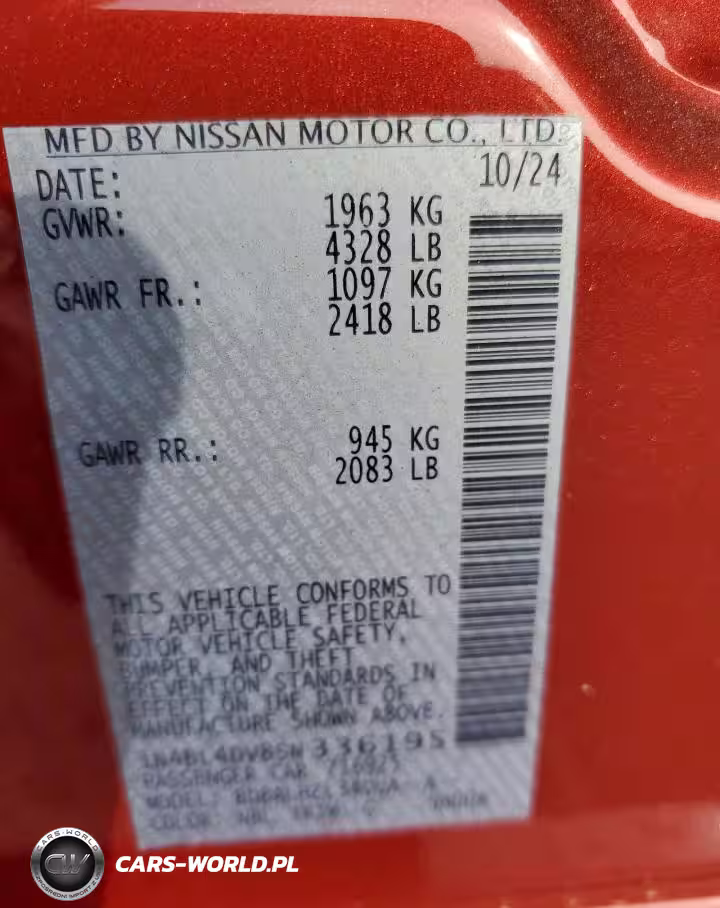 MFD BY NISSAN MOTOR CO., LTD
DATE: 10/24
GVWR: 1963 KG
4328 LB
GAWR FR.: 1097 KG
2418 LB
GAWR RR.: 945 KG
2083 LB
THIS VEHICLE CONFORMS TO
ALL APPLICABLE FEDERAL
MOTOR VEHICLE SAFETY,
BUMPER, AND THEFT
PREVENTION STANDARDS IN
EFFECT ON THE DATE OF
MANUFACTURE SHOWN ABOVE.
336195
PASSENGER CAR
MODEL:
COLOR:
CARS-WORLD.PL